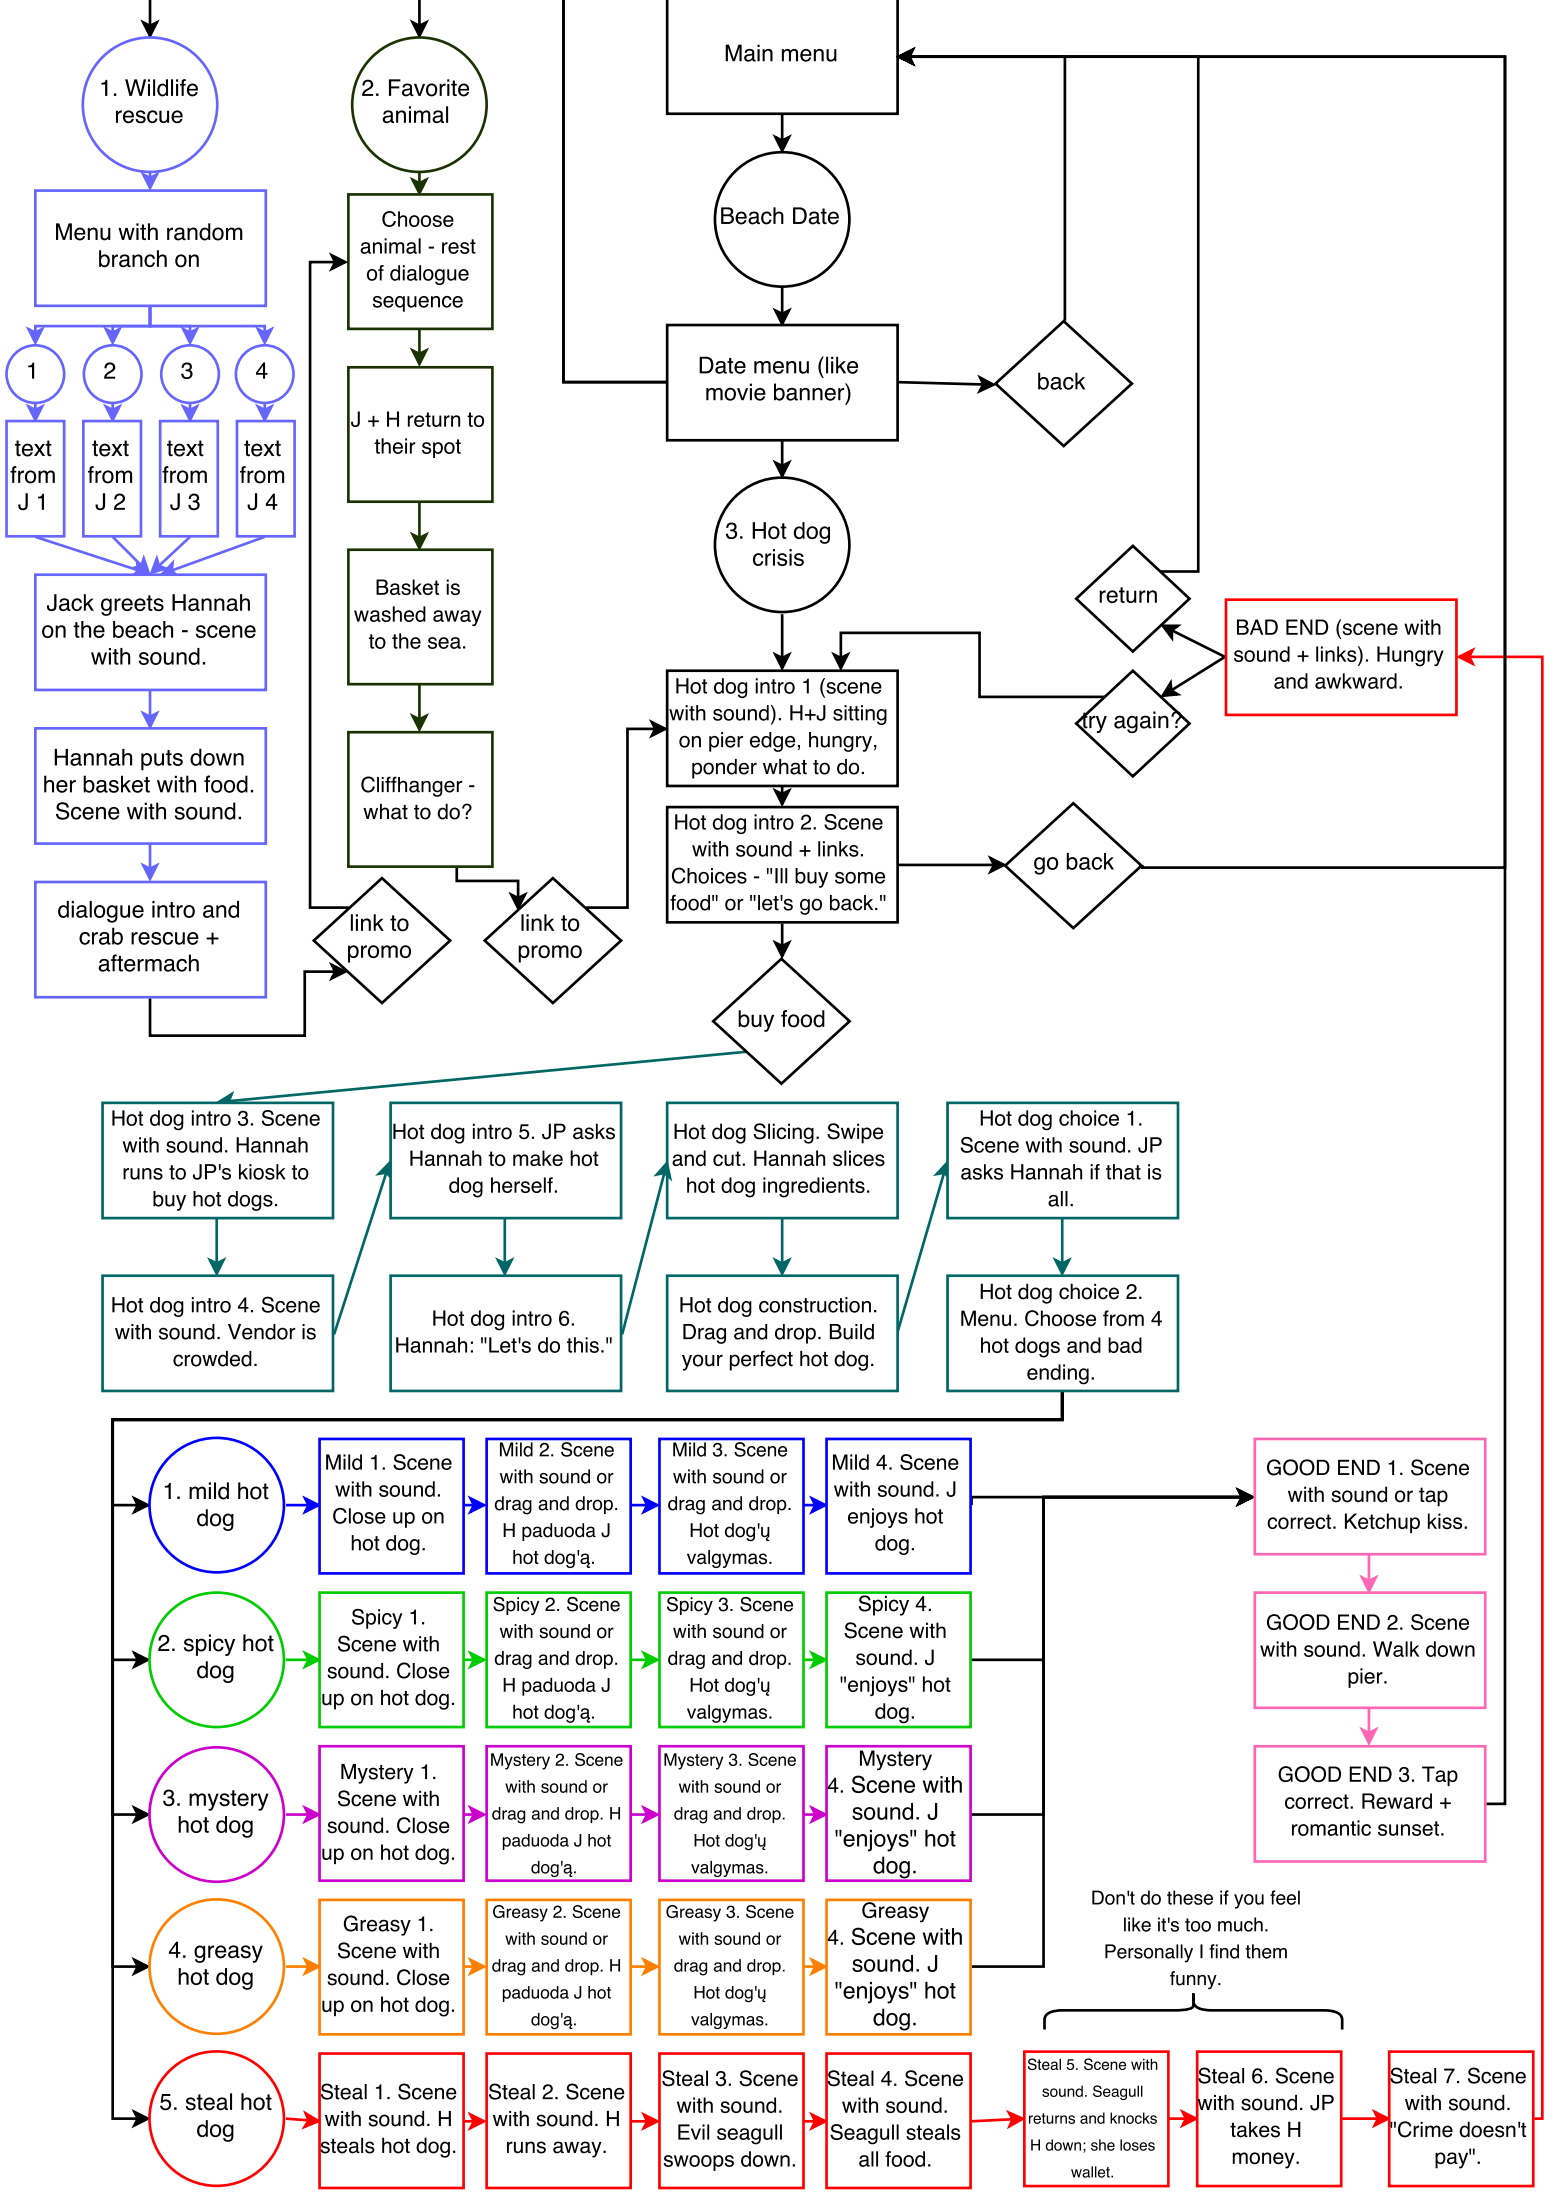 Main menu
1. Wildlife
rescue
2. Favorite
animal
Beach Date
Menu with random
branch on
Choose
animal - rest
of dialogue
sequence
1
2
3
4
text
from
J 1
text
from
J 2
text
from
J 3
text
from
J 4
J + H return to
their spot
Date menu (like
movie banner)
back
3. Hot dog
crisis
Jack greets Hannah
on the beach - scene
with sound.
Basket is
washed away
to the sea.
return
BAD END (scene with
sound + links). Hungry
and awkward.
try again?
Hot dog intro 1 (scene
with sound). H+J sitting
on pier edge, hungry,
ponder what to do.
Hannah puts down
her basket with food.
Scene with sound.
Cliffhanger -
what to do?
Hot dog intro 2. Scene
with sound + links.
Choices - "Ill buy some
food" or "let's go back."
go back
dialogue intro and
crab rescue +
aftermach
link to
promo
link to
promo
buy food
Hot dog intro 3. Scene
with sound. Hannah
runs to JP's kiosk to
buy hot dogs.
Hot dog intro 5. JP asks
Hannah to make hot
dog herself.
Hot dog Slicing. Swipe
and cut. Hannah slices
hot dog ingredients.
Hot dog choice 1.
Scene with sound. JP
asks Hannah if that is
all.
Hot dog intro 4. Scene
with sound. Vendor is
crowded.
Hot dog intro 6.
Hannah: "Let's do this."
Hot dog construction.
Drag and drop. Build
your perfect hot dog.
Hot dog choice 2.
Menu. Choose from 4
hot dogs and bad
ending.
1. mild hot
dog
Mild 1. Scene
with sound.
Close up on
hot dog.
Mild 2. Scene
with sound or
drag and drop.
H paduoda J
hot dog'ą.
Mild 3. Scene
with sound or
drag and drop.
Hot dog'ų
valgymas.
Mild 4. Scene
with sound. J
enjoys hot
dog.
GOOD END 1. Scene
with sound or tap
correct. Ketchup kiss.
2. spicy hot
dog
Spicy 1.
Scene with
sound. Close
up on hot dog.
Spicy 2. Scene
with sound or
drag and drop.
H paduoda J
hot dog'ą.
Spicy 3. Scene
with sound or
drag and drop.
Hot dog'ų
valgymas.
Spicy 4.
Scene with
sound. J
"enjoys" hot
dog.
GOOD END 2. Scene
with sound. Walk down
pier.
3. mystery
hot dog
Mystery 1.
Scene with
sound. Close
up on hot dog.
Mystery 2. Scene
with sound or
drag and drop. H
paduoda J hot
dog'ą.
Mystery 3. Scene
with sound or
drag and drop.
Hot dog'ų
valgymas.
Mystery
4. Scene with
sound. J
"enjoys" hot
dog.
GOOD END 3. Tap
correct. Reward +
romantic sunset.
4. greasy
hot dog
Greasy 1.
Scene with
sound. Close
up on hot dog.
Greasy 2. Scene
with sound or
drag and drop. H
paduoda J hot
dog'ą.
Greasy 3. Scene
with sound or
drag and drop.
Hot dog'ų
valgymas.
Greasy
4. Scene with
sound. J
"enjoys" hot
dog.
Don't do these if you feel
like it's too much.
Personally I find them
funny.
5. steal hot
dog
Steal 1. Scene
with sound. H
steals hot dog.
Steal 2. Scene
with sound. H
runs away.
Steal 3. Scene
with sound.
Evil seagull
swoops down.
Steal 4. Scene
with sound.
Seagull steals
all food.
Steal 5. Scene with
sound. Seagull
returns and knocks
H down; she loses
wallet.
Steal 6. Scene
with sound. JP
takes H
money.
Steal 7. Scene
with sound.
"Crime doesn't
pay".